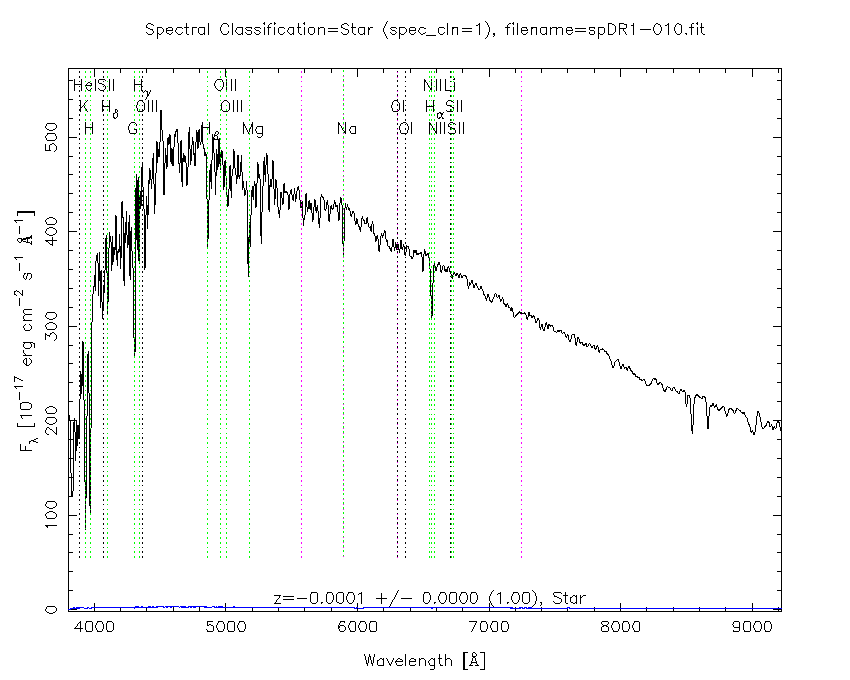 Spectral Classification=Star (spec_cln=1), filename=spDR1-010.fit
HeI SII Hγ OIII NII Li
K Hδ OIII OIII OI Hα SII
H G Hβ Mg Na OI NII SII
500
400
300
200
100
0
Fλ [10⁻¹⁷ erg cm⁻² s⁻¹ Å⁻¹]
z=-0.0001 +/- 0.0000 (1.00), Star
4000 5000 6000 7000 8000 9000
Wavelength [Å]